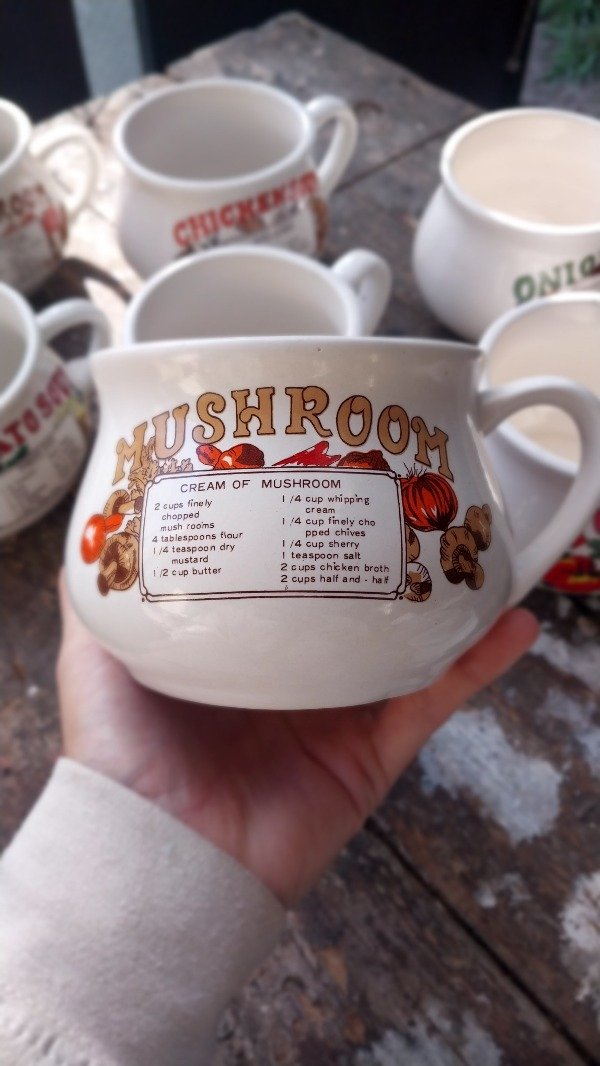 CHICKEN
MUSHROOM
CREAM OF MUSHROOM
2 cups finely
chopped
mush rooms
4 tablespoons flour
1/4 teaspoon dry
mustard
1/2 cup butter
1/4 cup whipping
cream
1/4 cup finely cho
pped chives
1/4 cup sherry
1 teaspoon salt
2 cups chicken broth
2 cups half and - half